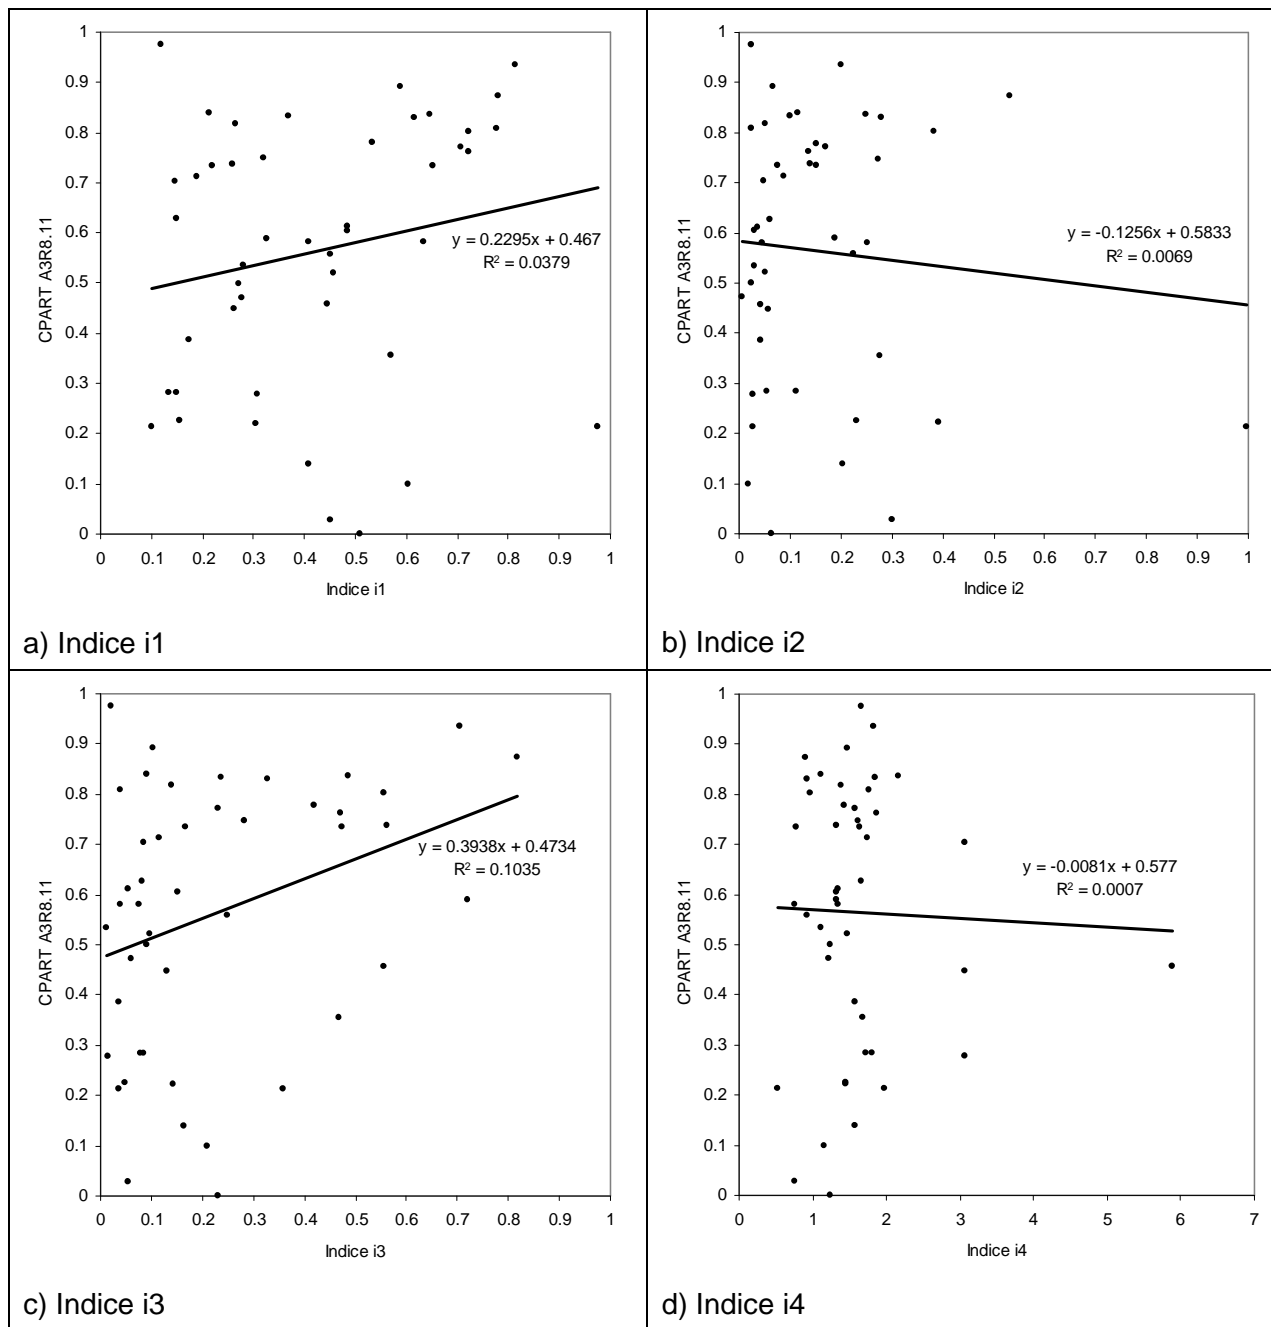 1
0.9
0.8
0.7
0.6
0.5
0.4
0.3
0.2
0.1
0
CPART A3R8.11
y = 0.2295x + 0.467
R² = 0.0379
0 0.1 0.2 0.3 0.4 0.5 0.6 0.7 0.8 0.9 1
Indice i1
a) Indice i1
1
0.9
0.8
0.7
0.6
0.5
0.4
0.3
0.2
0.1
0
CPART A3R8.11
y = -0.1256x + 0.5833
R² = 0.0069
0 0.1 0.2 0.3 0.4 0.5 0.6 0.7 0.8 0.9 1
Indice i2
b) Indice i2
1
0.9
0.8
0.7
0.6
0.5
0.4
0.3
0.2
0.1
0
CPART A3R8.11
y = 0.3938x + 0.4734
R² = 0.1035
0 0.1 0.2 0.3 0.4 0.5 0.6 0.7 0.8 0.9 1
Indice i3
c) Indice i3
1
0.9
0.8
0.7
0.6
0.5
0.4
0.3
0.2
0.1
0
CPART A3R8.11
y = -0.0081x + 0.577
R² = 0.0007
0 1 2 3 4 5 6 7
Indice i4
d) Indice i4